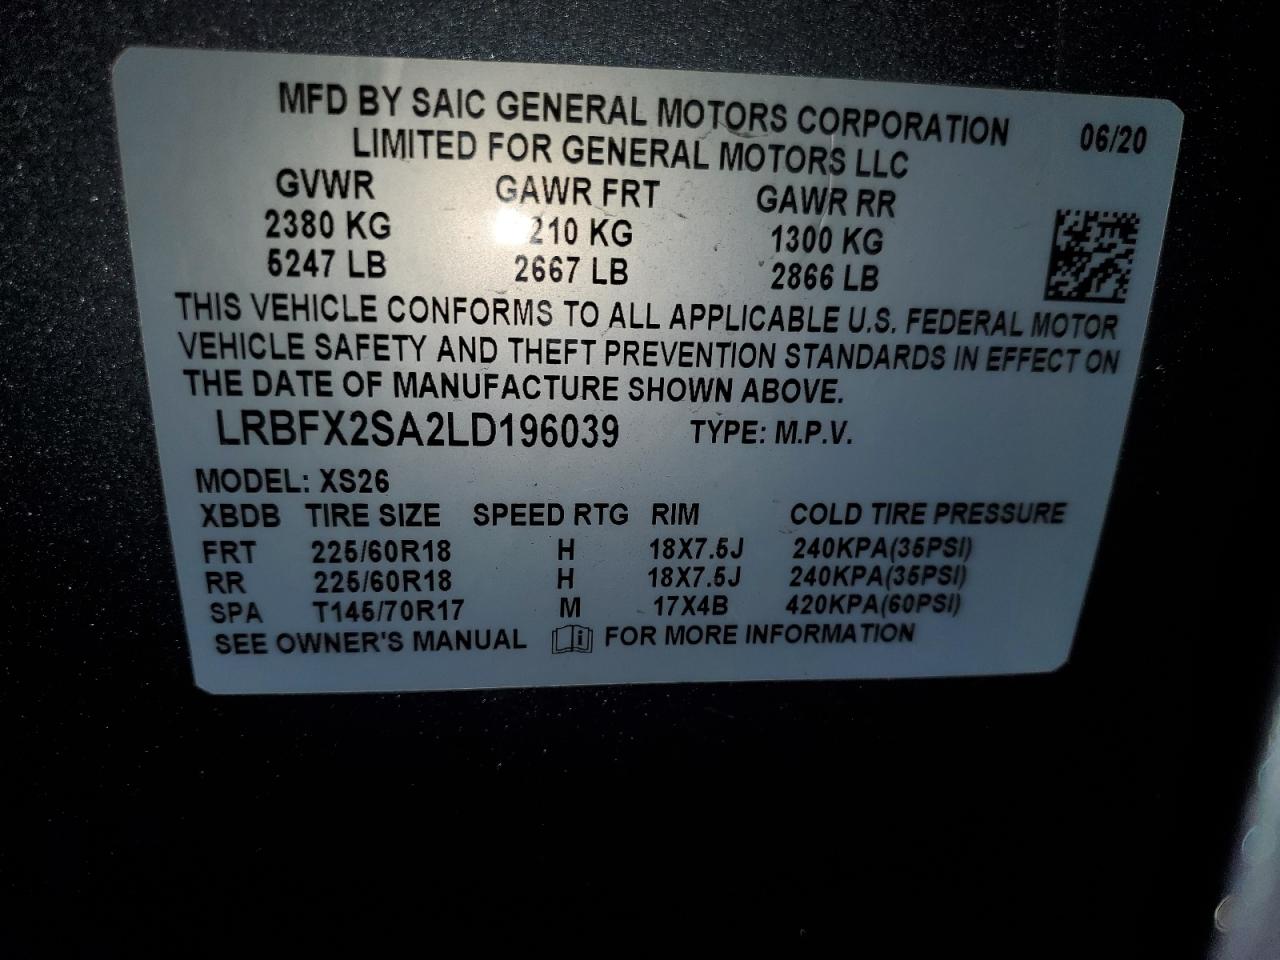 MFD BY SAIC GENERAL MOTORS CORPORATION 06/20
LIMITED FOR GENERAL MOTORS LLC
GVWR GAWR FRT GAWR RR
2380 KG 210 KG 1300 KG
5247 LB 2667 LB 2866 LB
THIS VEHICLE CONFORMS TO ALL APPLICABLE U.S. FEDERAL MOTOR
VEHICLE SAFETY AND THEFT PREVENTION STANDARDS IN EFFECT ON
THE DATE OF MANUFACTURE SHOWN ABOVE.
LRBFX2SA2LD196039 TYPE: M.P.V.
MODEL: XS26
XBDB TIRE SIZE SPEED RTG RIM COLD TIRE PRESSURE
FRT 225/60R18 H 18X7.5J 240KPA(35PSI)
RR 225/60R18 H 18X7.5J 240KPA(35PSI)
SPA T145/70R17 M 17X4B 420KPA(60PSI)
SEE OWNER'S MANUAL i FOR MORE INFORMATION